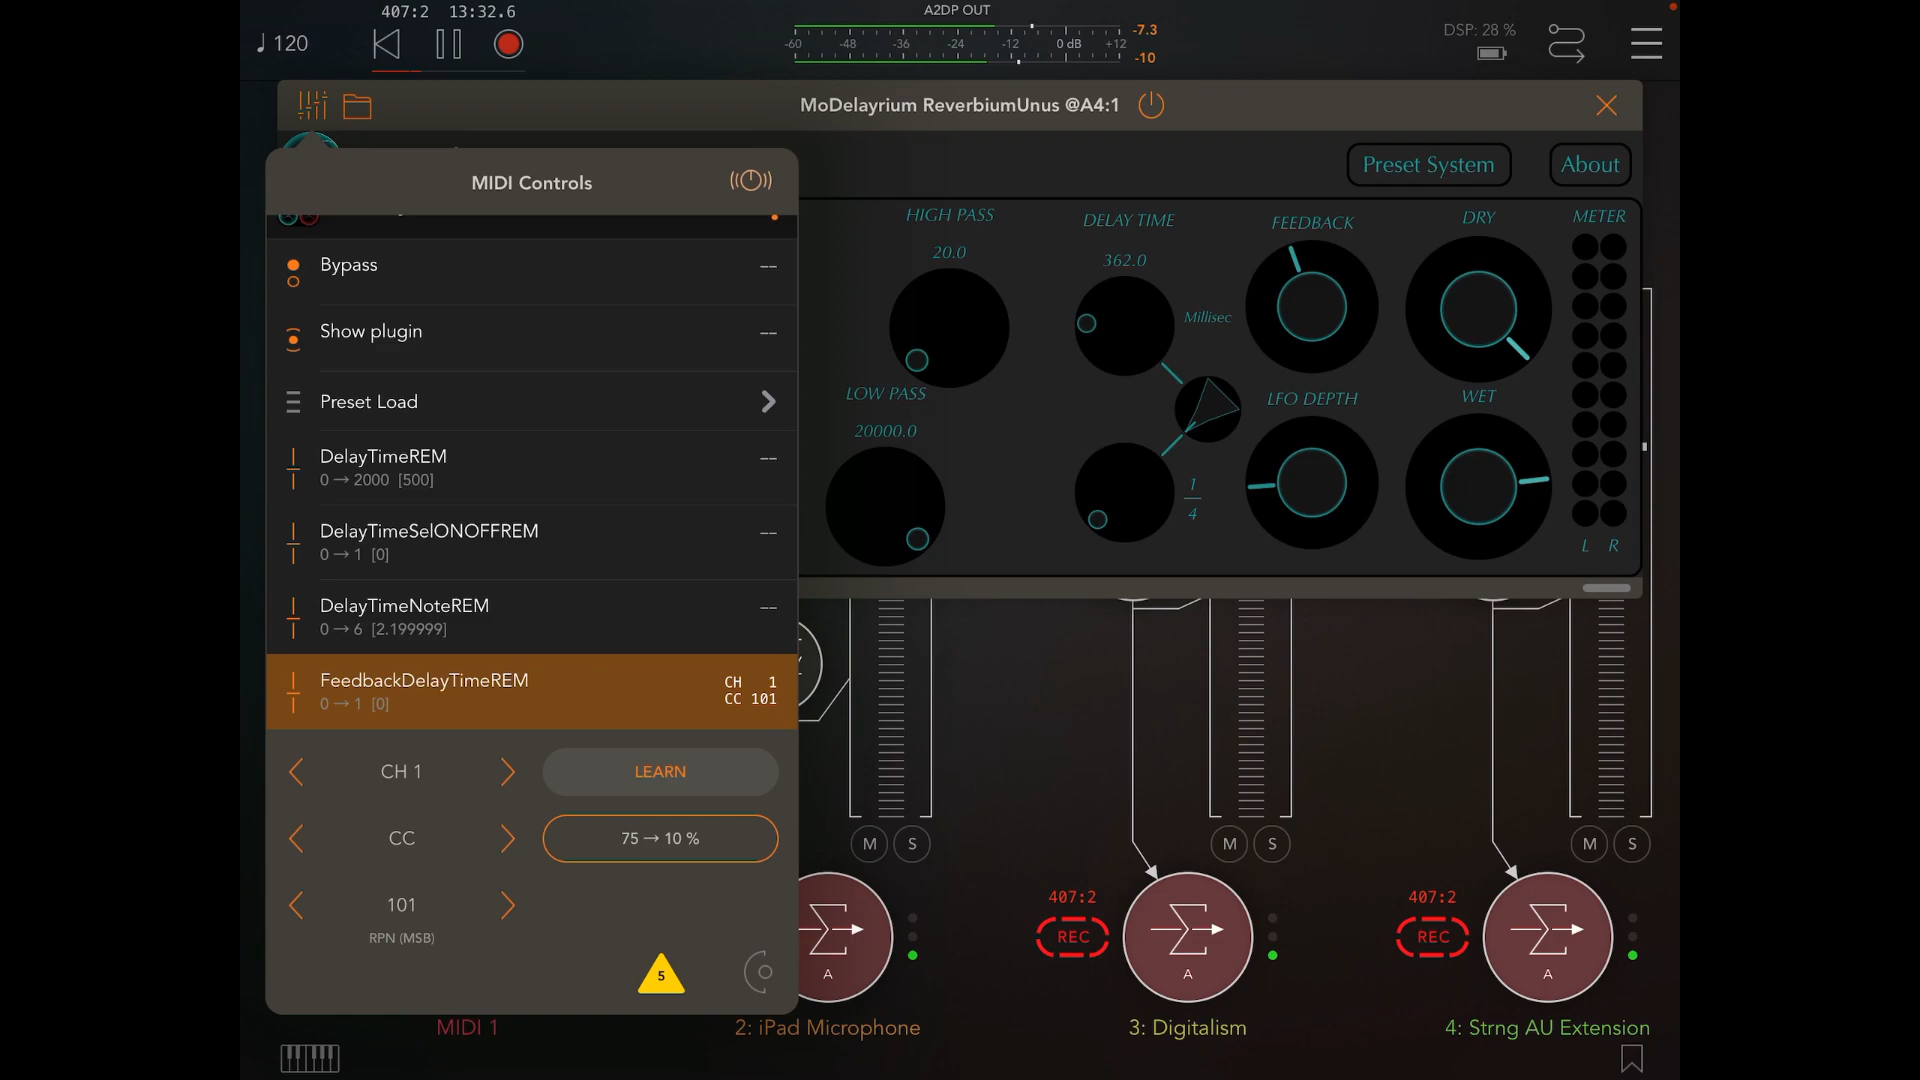 407:2 13:32.6
120
A2DP OUT
-60 -48 -36 -24 -12 0 dB +12
-7.3
-10
DSP: 28 %
MoDelayrium ReverbiumUnus @A4:1
Preset System
About
MIDI Controls
Bypass --
Show plugin --
Preset Load
DelayTimeREM --
0 → 2000 [500]
DelayTimeSelONOFFREM --
0 → 1 [0]
DelayTimeNoteREM --
0 → 6 [2.199999]
FeedbackDelayTimeREM
0 → 1 [0]
CH 1
CC 101
CH 1
LEARN
CC
75 → 10 %
101
RPN (MSB)
5
HIGH PASS
20.0
LOW PASS
20000.0
DELAY TIME
362.0
Millisec
1
4
FEEDBACK
LFO DEPTH
DRY
WET
METER
L R
M S
M S
M S
407:2
REC
407:2
REC
A
A
A
MIDI 1
2: iPad Microphone
3: Digitalism
4: Strng AU Extension